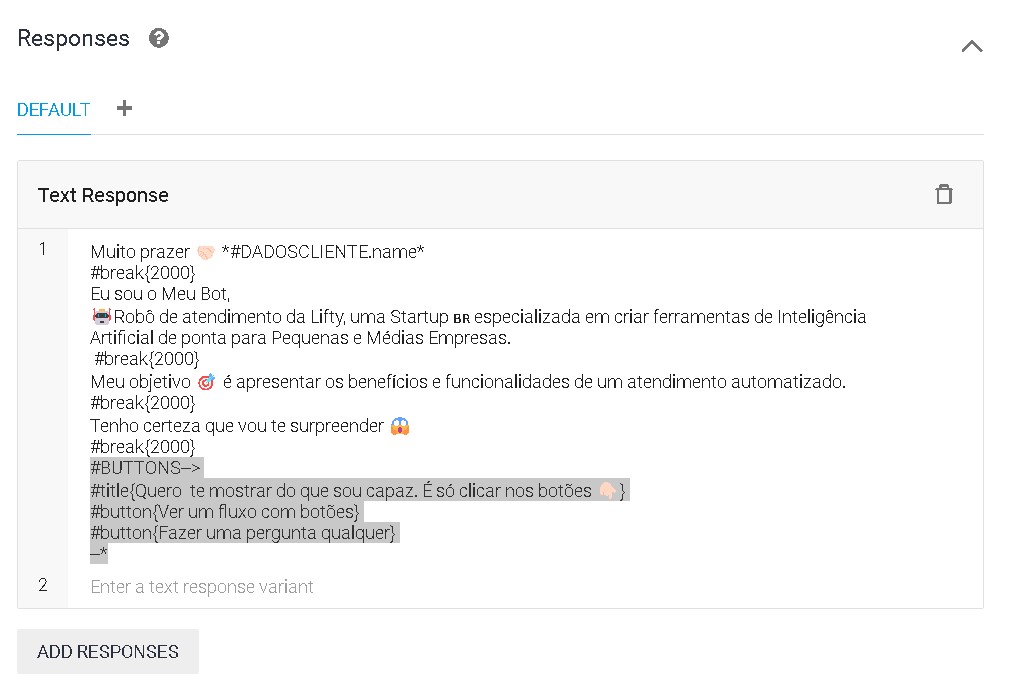 Responses ?
DEFAULT +
Text Response
1
Muito prazer 🤝🏻 *#DADOSCLIENTE.name*
#break{2000}
Eu sou o Meu Bot,
🤖Robô de atendimento da Lifty, uma Startup 🇧🇷 especializada em criar ferramentas de Inteligência
Artificial de ponta para Pequenas e Médias Empresas.
#break{2000}
Meu objetivo 🎯 é apresentar os benefícios e funcionalidades de um atendimento automatizado.
#break{2000}
Tenho certeza que vou te surpreender 😱
#break{2000}
#BUTTONS-->
#title{Quero  te mostrar do que sou capaz. É só clicar nos botões 👇🏻}
#button{Ver um fluxo com botões}
#button{Fazer uma pergunta qualquer}
--*
2
Enter a text response variant
ADD RESPONSES